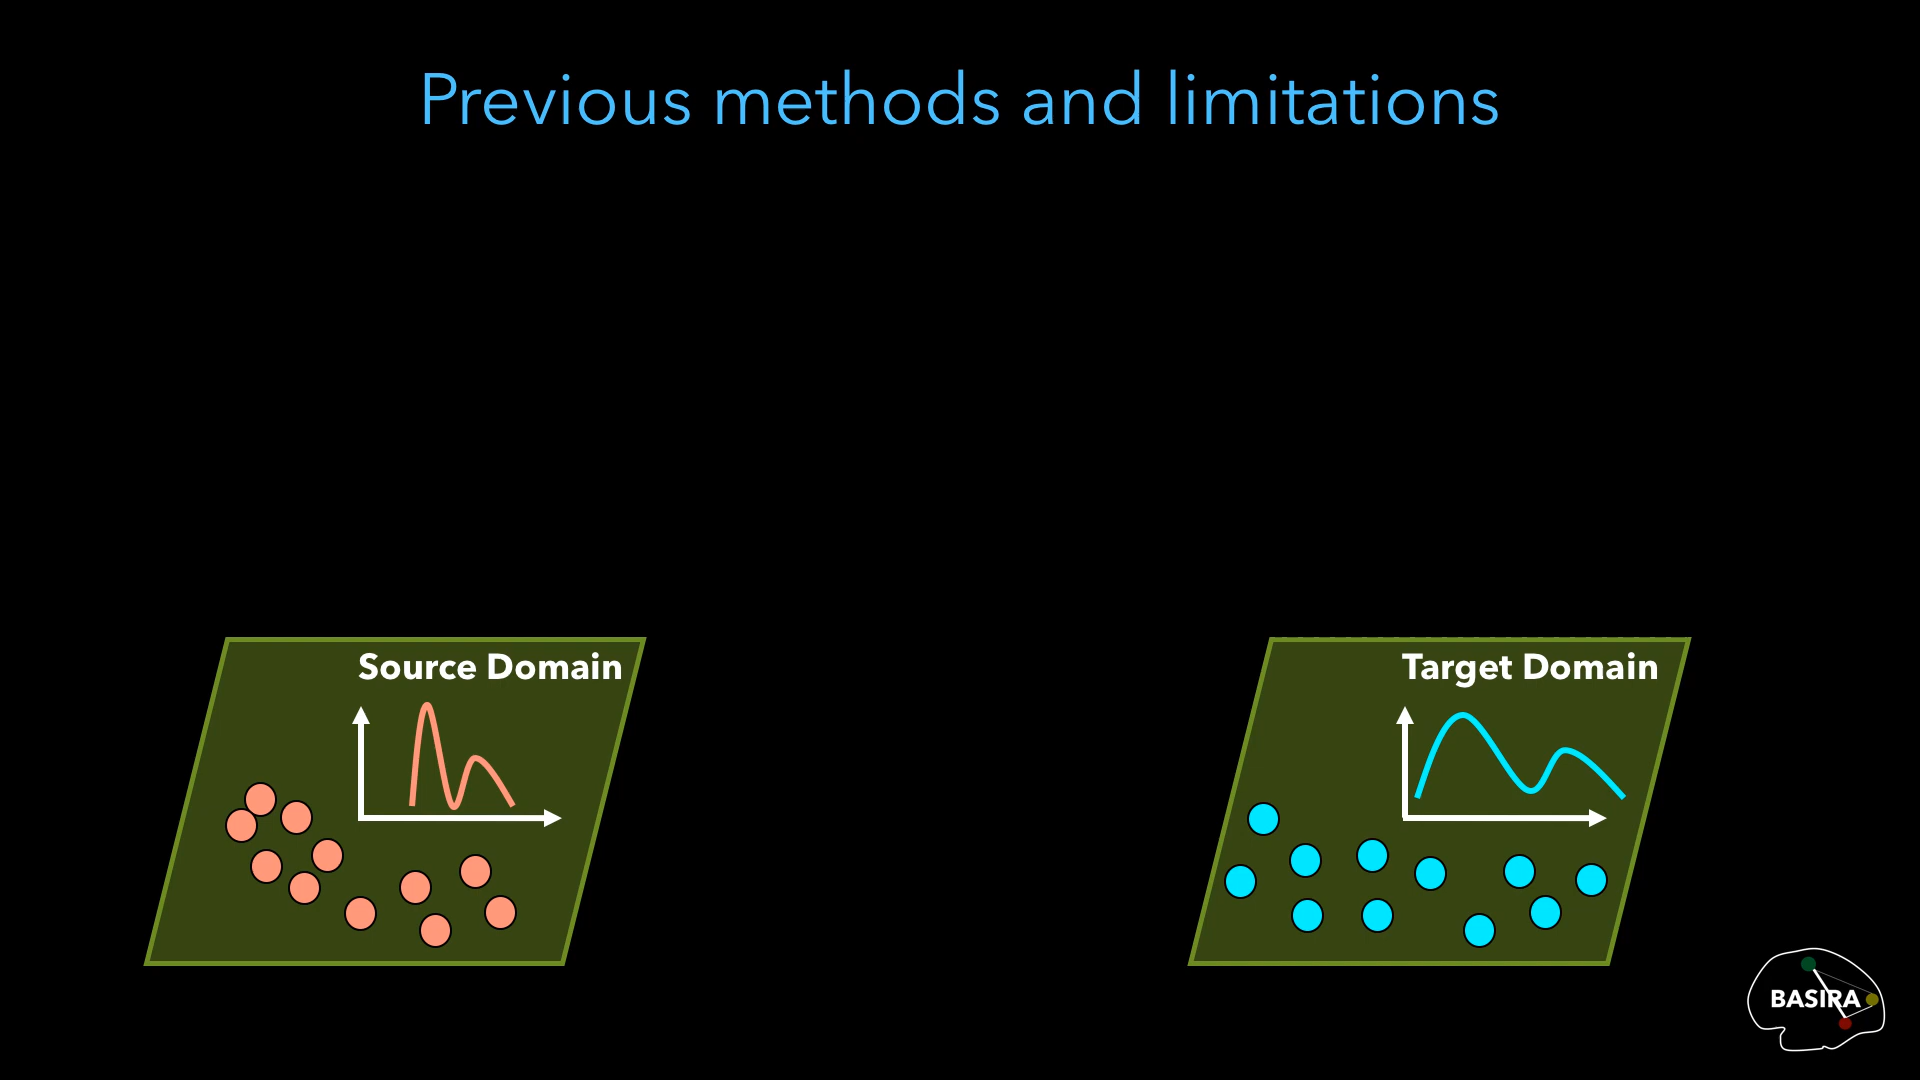 Previous methods and limitations
Source Domain
Target Domain
BASIRA